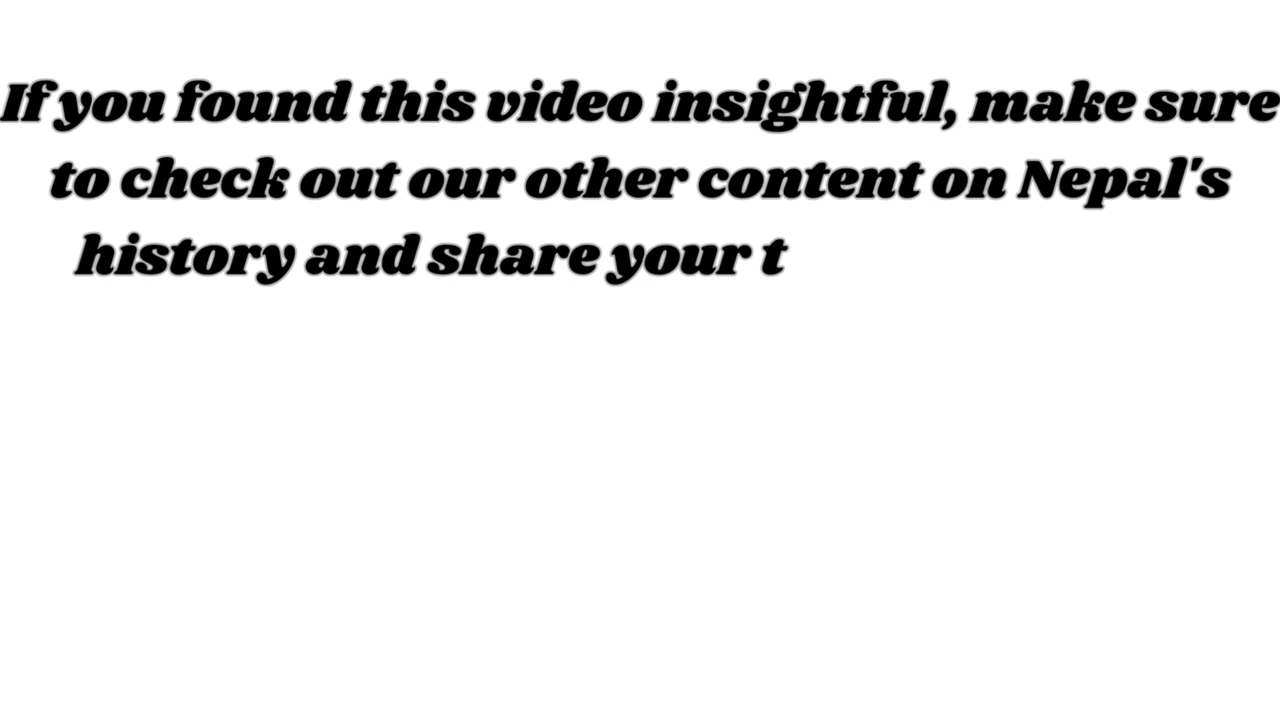 If you found this video insightful, make sure
to check out our other content on Nepal's
history and share your t